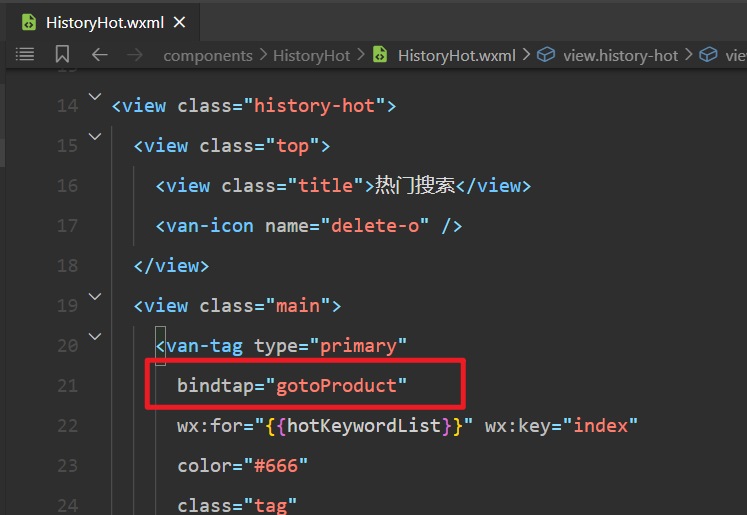 HistoryHot.wxml
components > HistoryHot > HistoryHot.wxml > view.history-hot > vie
14 <view class="history-hot">
15 <view class="top">
16 <view class="title">热门搜索</view>
17 <van-icon name="delete-o" />
18 </view>
19 <view class="main">
20 <van-tag type="primary"
21 bindtap="gotoProduct"
22 wx:for="{{hotKeywordList}}" wx:key="index"
23 color="#666"
24 class="tag"